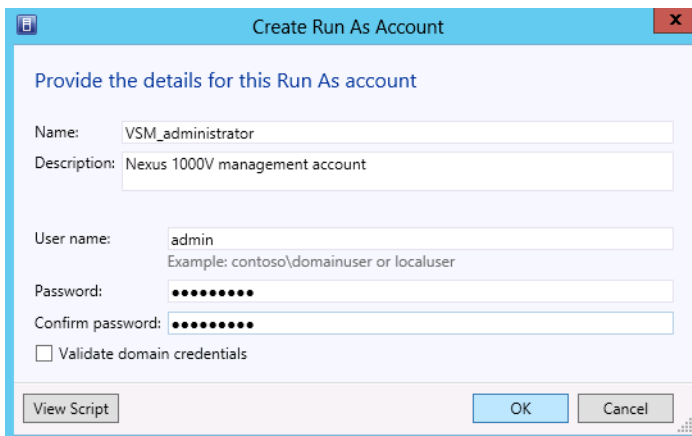 Create Run As Account
x
Provide the details for this Run As account
Name: VSM_administrator
Description: Nexus 1000V management account
User name: admin
Example: contoso\domainuser or localuser
Password: ●●●●●●●●●
Confirm password: ●●●●●●●●●
Validate domain credentials
View Script OK Cancel